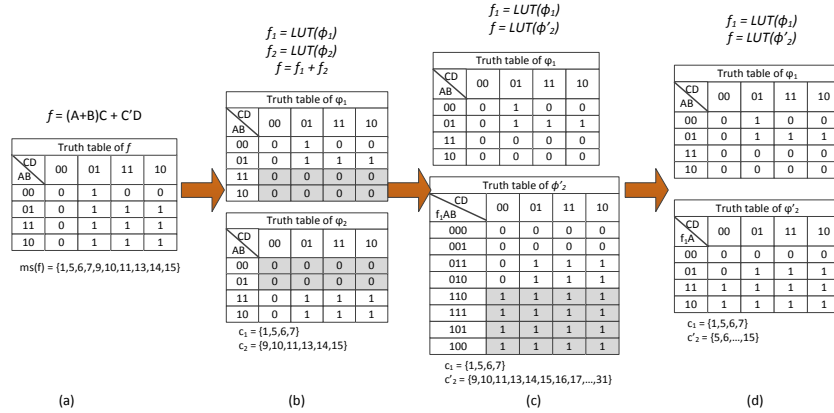 f = (A+B)C + C'D
Truth table of f
CD 00 01 11 10
AB
00 0 1 0 0
01 0 1 1 1
11 0 1 1 1
10 0 1 1 1
ms(f) = {1,5,6,7,9,10,11,13,14,15}
(a)
f1 = LUT(ϕ1)
f2 = LUT(ϕ2)
f = f1 + f2
Truth table of φ1
CD 00 01 11 10
AB
00 0 1 0 0
01 0 1 1 1
11 0 0 0 0
10 0 0 0 0
Truth table of φ2
CD 00 01 11 10
AB
00 0 0 0 0
01 0 0 0 0
11 0 1 1 1
10 0 1 1 1
c1 = {1,5,6,7}
c2 = {9,10,11,13,14,15}
(b)
f1 = LUT(ϕ1)
f = LUT(ϕ'2)
Truth table of φ1
CD 00 01 11 10
AB
00 0 1 0 0
01 0 1 1 1
11 0 0 0 0
10 0 0 0 0
Truth table of ϕ'2
CD 00 01 11 10
f1AB
000 0 0 0 0
001 0 0 0 0
011 0 1 1 1
010 0 1 1 1
110 1 1 1 1
111 1 1 1 1
101 1 1 1 1
100 1 1 1 1
c1 = {1,5,6,7}
c'2 = {9,10,11,13,14,15,16,17,...,31}
(c)
f1 = LUT(ϕ1)
f = LUT(ϕ'2)
Truth table of φ1
CD 00 01 11 10
AB
00 0 1 0 0
01 0 1 1 1
11 0 0 0 0
10 0 0 0 0
Truth table of φ'2
CD 00 01 11 10
f1A
00 0 0 0 0
01 0 1 1 1
11 1 1 1 1
10 1 1 1 1
c1 = {1,5,6,7}
c'2 = {5,6,...,15}
(d)